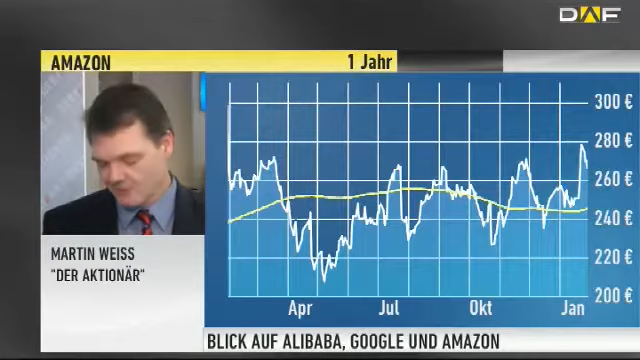 DAF
AMAZON
1 Jahr
300 €
280 €
260 €
240 €
220 €
200 €
Apr
Jul
Okt
Jan
MARTIN WEISS
"DER AKTIONÄR"
BLICK AUF ALIBABA, GOOGLE UND AMAZON